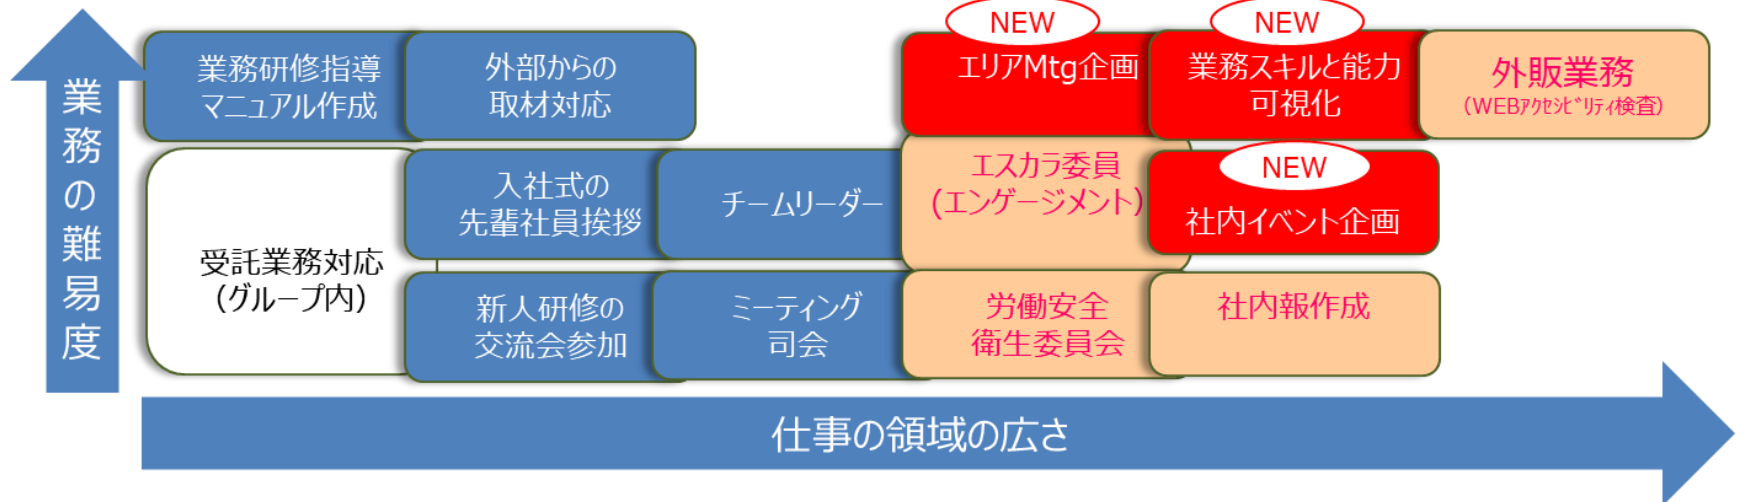 業務の難易度
NEW
NEW
業務研修指導
マニュアル作成
外部からの
取材対応
エリアMtg企画
業務スキルと能力
可視化
外販業務
(WEBｱｸｾｼﾋﾞﾘﾃｨ検査)
受託業務対応
(グループ内)
入社式の
先輩社員挨拶
チームリーダー
エスカラ委員
(エンゲージメント)
NEW
社内イベント企画
新人研修の
交流会参加
ミーティング
司会
労働安全
衛生委員会
社内報作成
仕事の領域の広さ